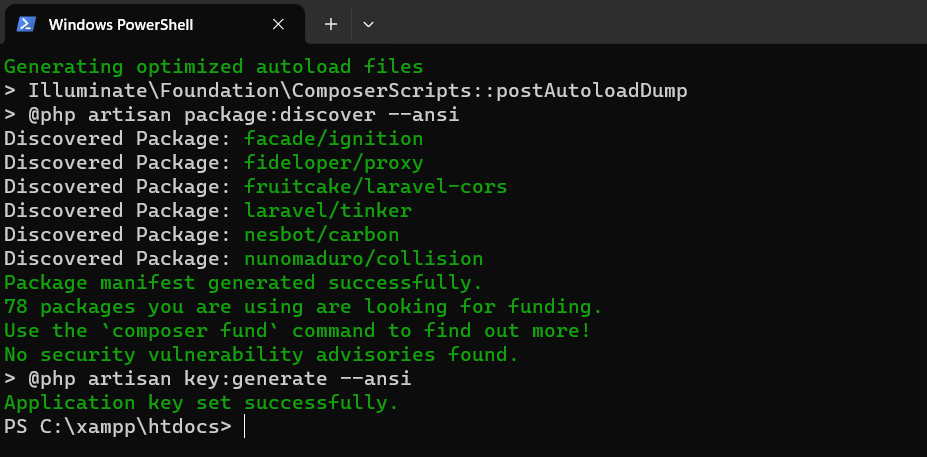 Windows PowerShell
Generating optimized autoload files
> Illuminate\Foundation\ComposerScripts::postAutoloadDump
> @php artisan package:discover --ansi
Discovered Package: facade/ignition
Discovered Package: fideloper/proxy
Discovered Package: fruitcake/laravel-cors
Discovered Package: laravel/tinker
Discovered Package: nesbot/carbon
Discovered Package: nunomaduro/collision
Package manifest generated successfully.
78 packages you are using are looking for funding.
Use the `composer fund` command to find out more!
No security vulnerability advisories found.
> @php artisan key:generate --ansi
Application key set successfully.
PS C:\xampp\htdocs>